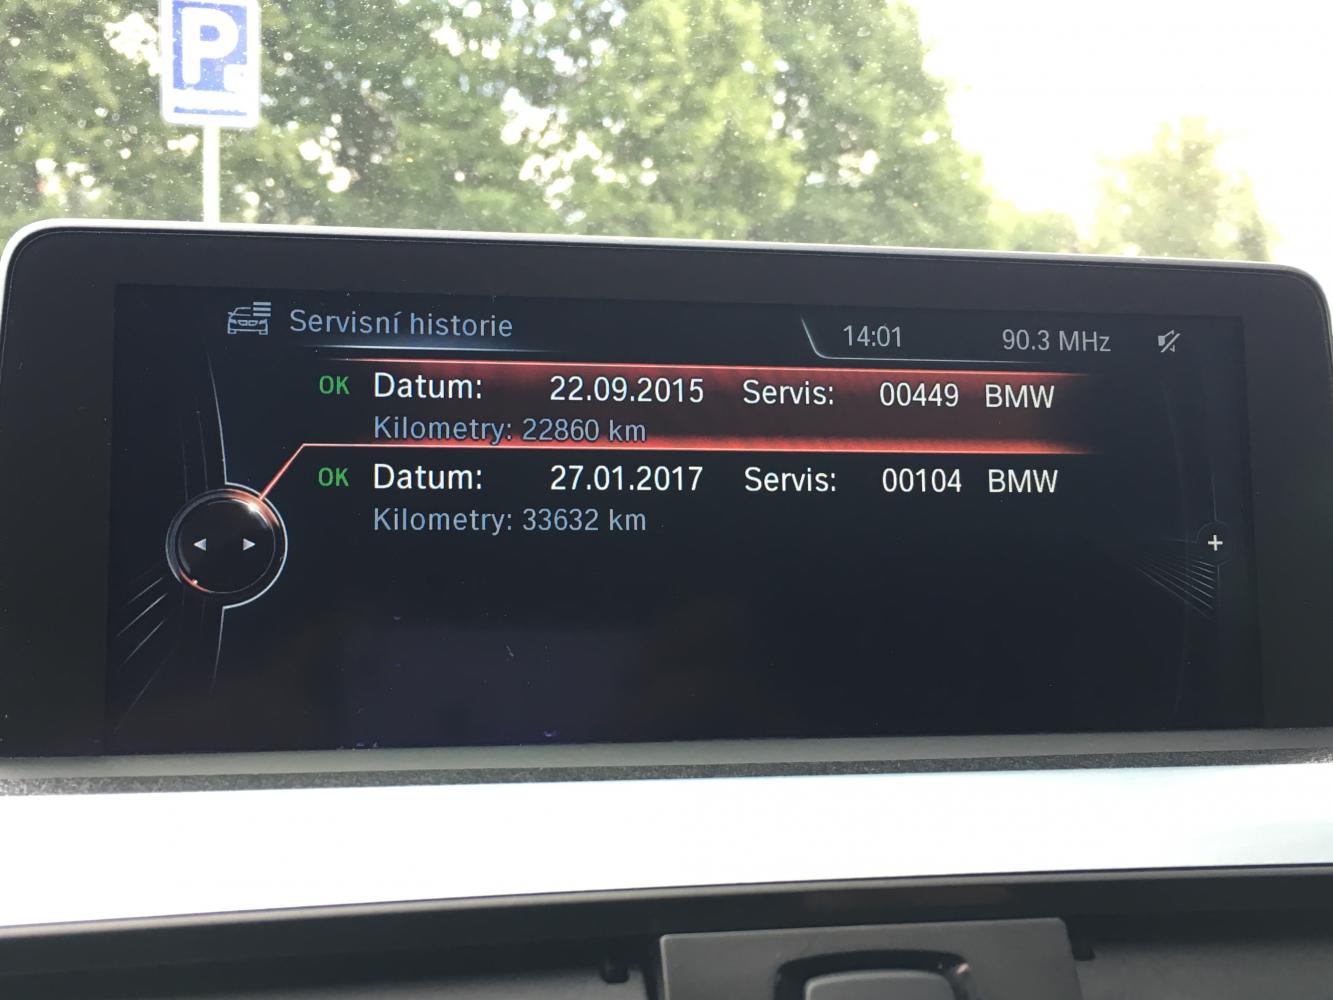 P
Servisní historie 14:01 90.3 MHz
OK Datum: 22.09.2015 Servis: 00449 BMW
Kilometry: 22860 km
OK Datum: 27.01.2017 Servis: 00104 BMW
Kilometry: 33632 km
+